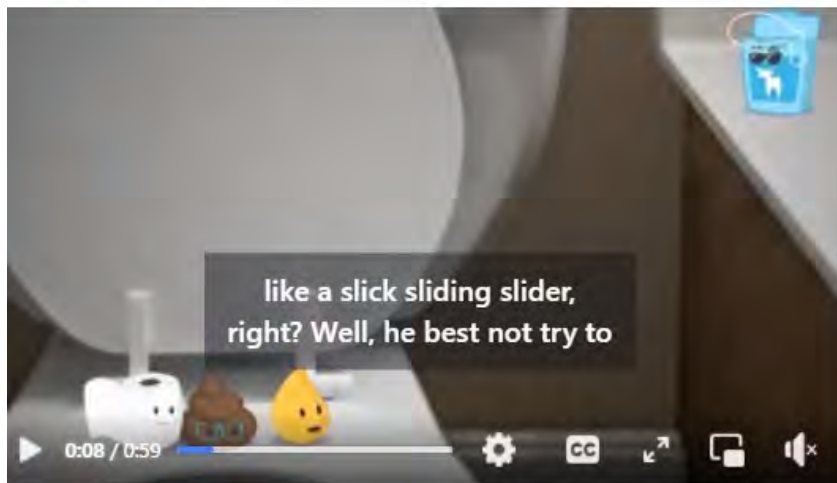 like a slick sliding slider,
right? Well, he best not try to
0:08 / 0:59
CC